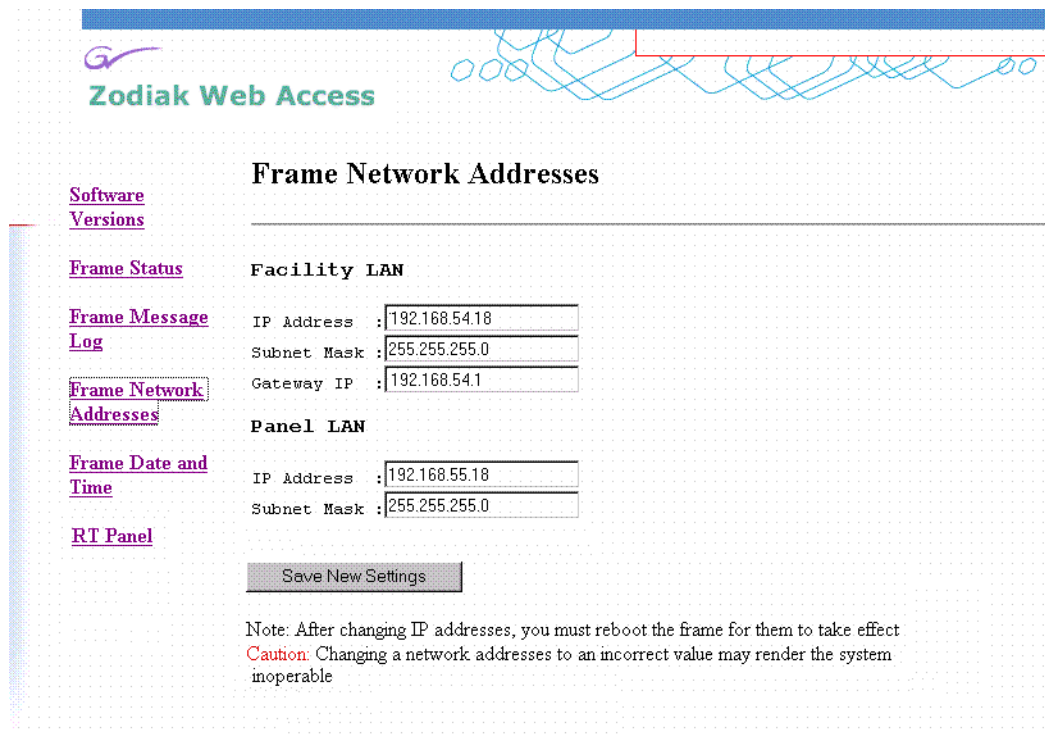 Zodiak Web Access
Frame Network Addresses
Software
Versions
Frame Status
Frame Message
Log
Frame Network
Addresses
Frame Date and
Time
RT Panel
Facility LAN
IP Address : 192.168.54.18
Subnet Mask : 255.255.255.0
Gateway IP : 192.168.54.1
Panel LAN
IP Address : 192.168.55.18
Subnet Mask : 255.255.255.0
Save New Settings
Note: After changing IP addresses, you must reboot the frame for them to take effect
Caution: Changing a network addresses to an incorrect value may render the system
inoperable